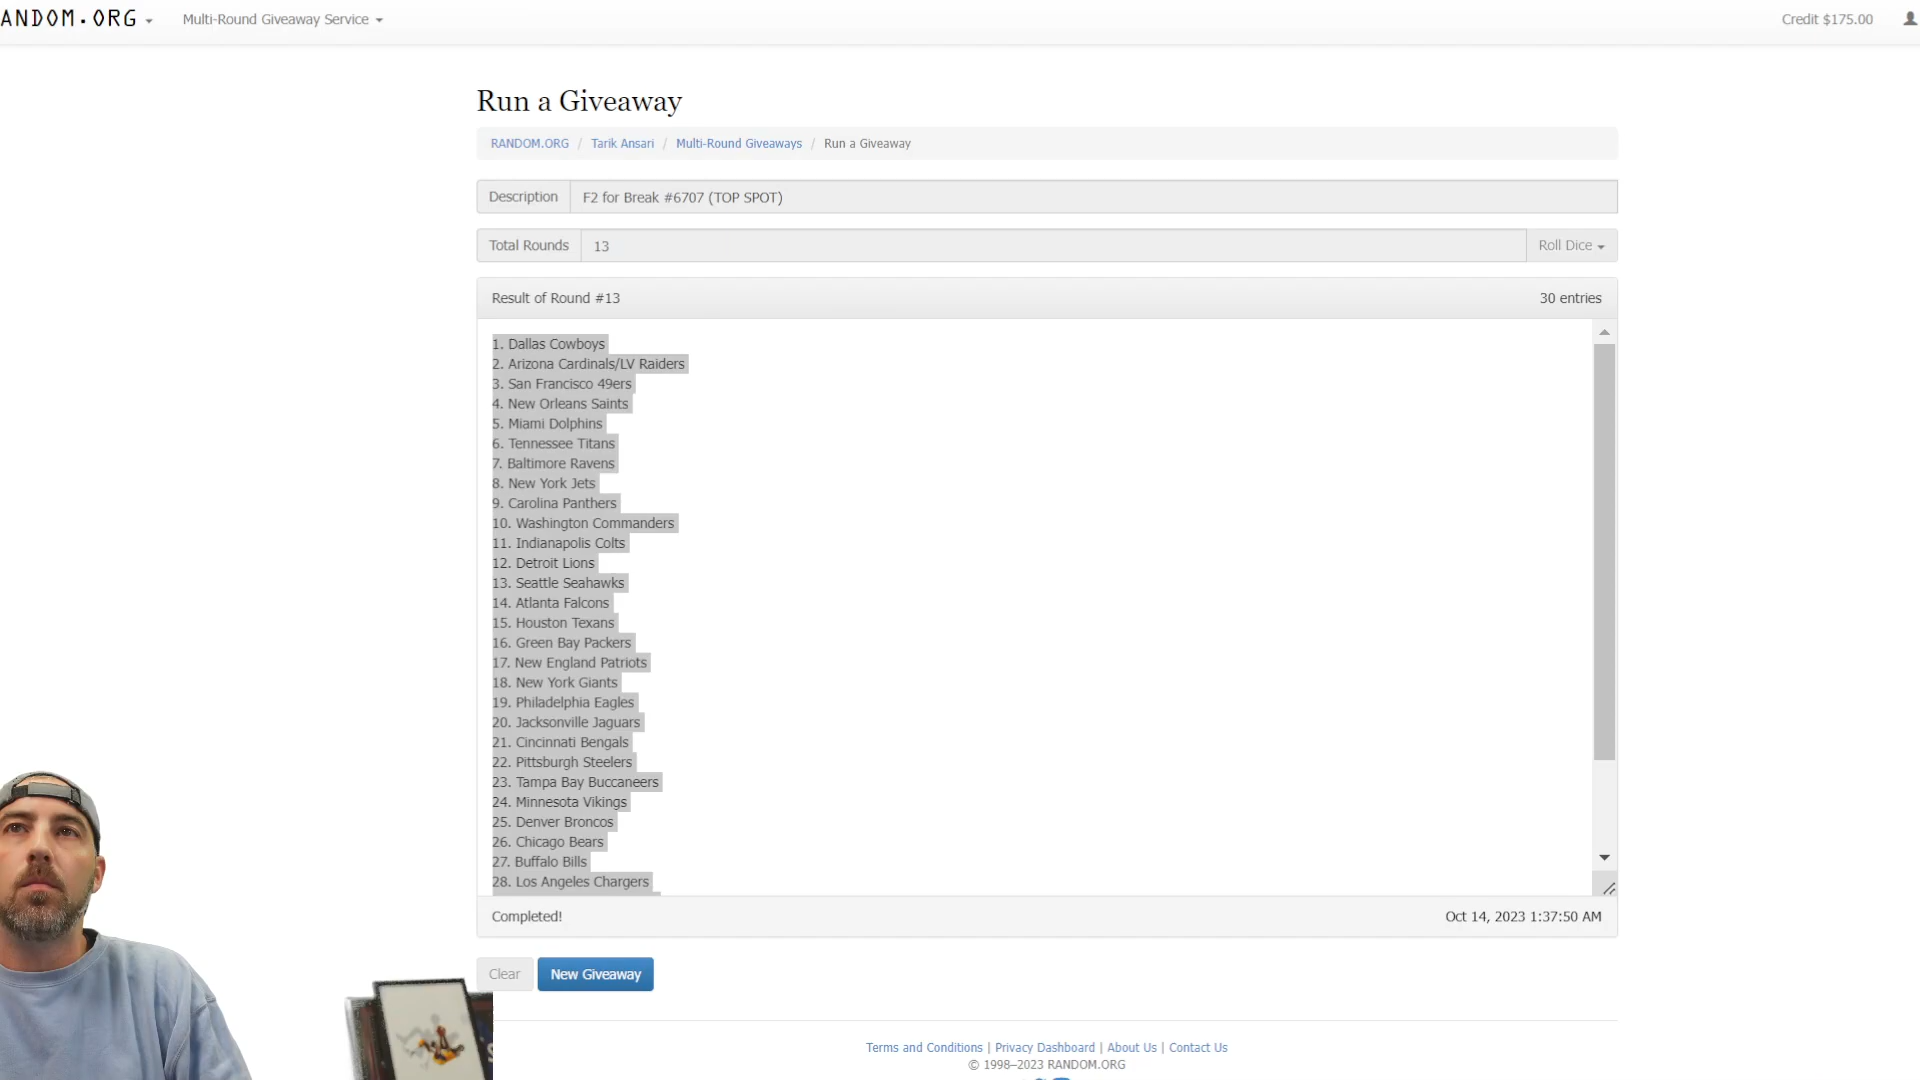 ANDOM.ORG
Multi-Round Giveaway Service
Credit $175.00
Run a Giveaway
RANDOM.ORG / Tarik Ansari / Multi-Round Giveaways / Run a Giveaway
Description F2 for Break #6707 (TOP SPOT)
Total Rounds 13 Roll Dice
Result of Round #13 30 entries
1. Dallas Cowboys
2. Arizona Cardinals/LV Raiders
3. San Francisco 49ers
4. New Orleans Saints
5. Miami Dolphins
6. Tennessee Titans
7. Baltimore Ravens
8. New York Jets
9. Carolina Panthers
10. Washington Commanders
11. Indianapolis Colts
12. Detroit Lions
13. Seattle Seahawks
14. Atlanta Falcons
15. Houston Texans
16. Green Bay Packers
17. New England Patriots
18. New York Giants
19. Philadelphia Eagles
20. Jacksonville Jaguars
21. Cincinnati Bengals
22. Pittsburgh Steelers
23. Tampa Bay Buccaneers
24. Minnesota Vikings
25. Denver Broncos
26. Chicago Bears
27. Buffalo Bills
28. Los Angeles Chargers
Completed! Oct 14, 2023 1:37:50 AM
Clear New Giveaway
Terms and Conditions | Privacy Dashboard | About Us | Contact Us
© 1998–2023 RANDOM.ORG